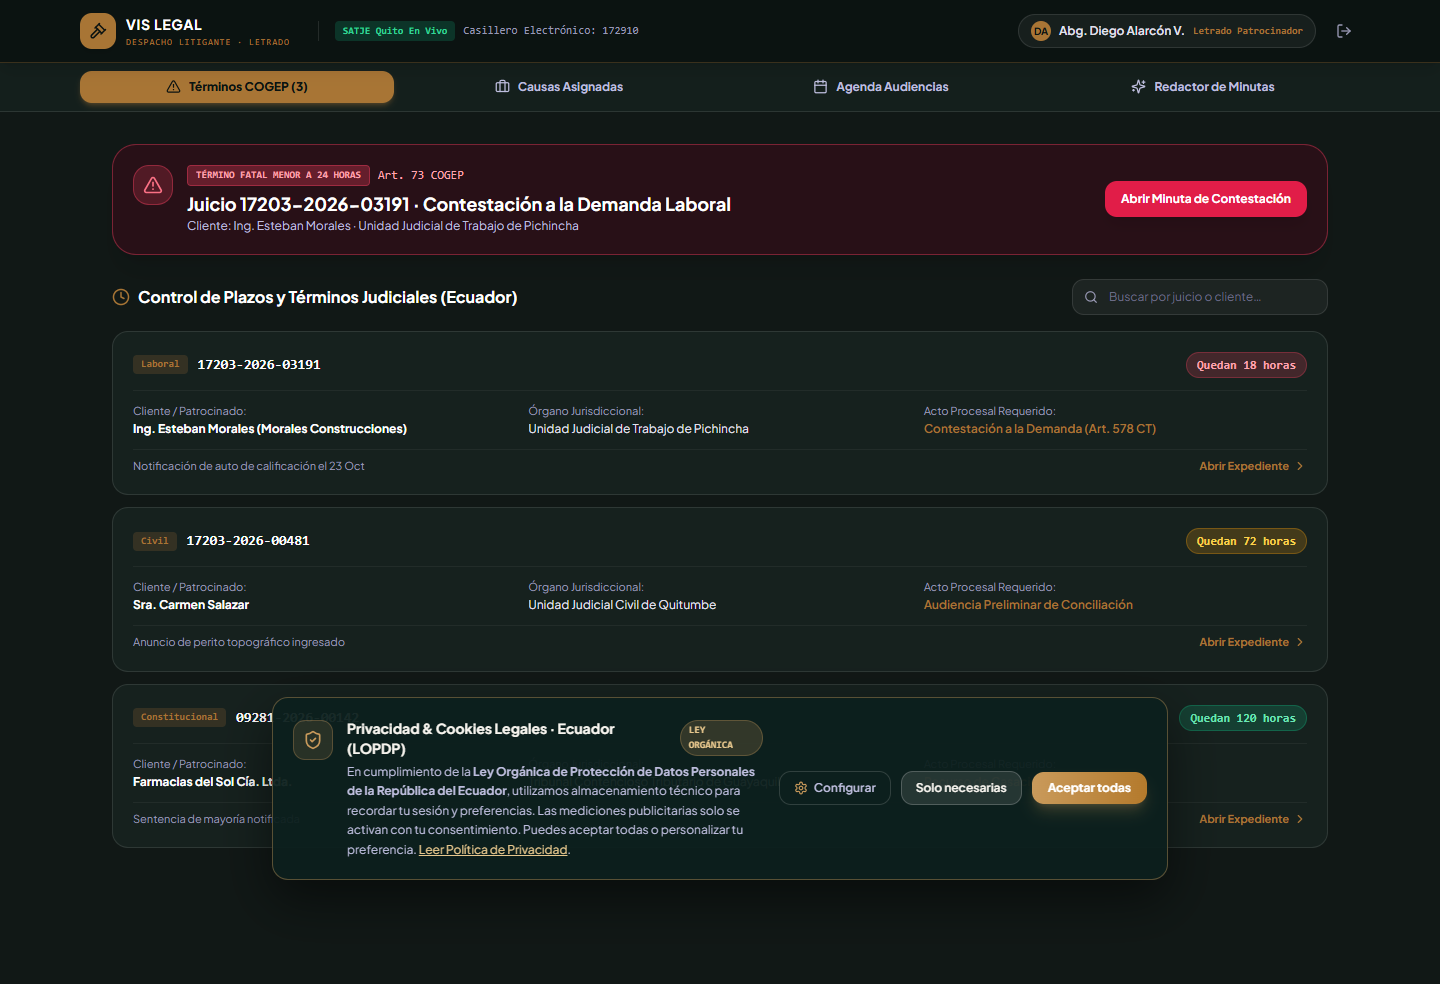 VIS LEGAL
DESPACHO LITIGANTE · LETRADO
SATJE Quito En Vivo
Casillero Electrónico: 172910
DA
Abg. Diego Alarcón V.
Letrado Patrocinador
Términos COGEP (3)
Causas Asignadas
Agenda Audiencias
Redactor de Minutas
TÉRMINO FATAL MENOR A 24 HORAS
Art. 73 COGEP
Juicio 17203-2026-03191 · Contestación a la Demanda Laboral
Cliente: Ing. Esteban Morales · Unidad Judicial de Trabajo de Pichincha
Abrir Minuta de Contestación
Control de Plazos y Términos Judiciales (Ecuador)
Buscar por juicio o cliente...
Laboral
17203-2026-03191
Quedan 18 horas
Cliente / Patrocinado:
Ing. Esteban Morales (Morales Construcciones)
Órgano Jurisdiccional:
Unidad Judicial de Trabajo de Pichincha
Acto Procesal Requerido:
Contestación a la Demanda (Art. 578 CT)
Notificación de auto de calificación el 23 Oct
Abrir Expediente
Civil
17203-2026-00481
Quedan 72 horas
Cliente / Patrocinado:
Sra. Carmen Salazar
Órgano Jurisdiccional:
Unidad Judicial Civil de Quitumbe
Acto Procesal Requerido:
Audiencia Preliminar de Conciliación
Anuncio de perito topográfico ingresado
Abrir Expediente
Constitucional
09281-2026-00142
Quedan 120 horas
Cliente / Patrocinado:
Farmacias del Sol Cía. Ltda.
Acto Procesal Requerido:
Sentencia de mayoría notificada
Abrir Expediente
Privacidad & Cookies Legales · Ecuador
(LOPDP)
LEY
ORGÁNICA
En cumplimiento de la Ley Orgánica de Protección de Datos Personales
de la República del Ecuador, utilizamos almacenamiento técnico para
recordar tu sesión y preferencias. Las mediciones publicitarias solo se
activan con tu consentimiento. Puedes aceptar todas o personalizar tu
preferencia. Leer Política de Privacidad.
Configurar
Solo necesarias
Aceptar todas